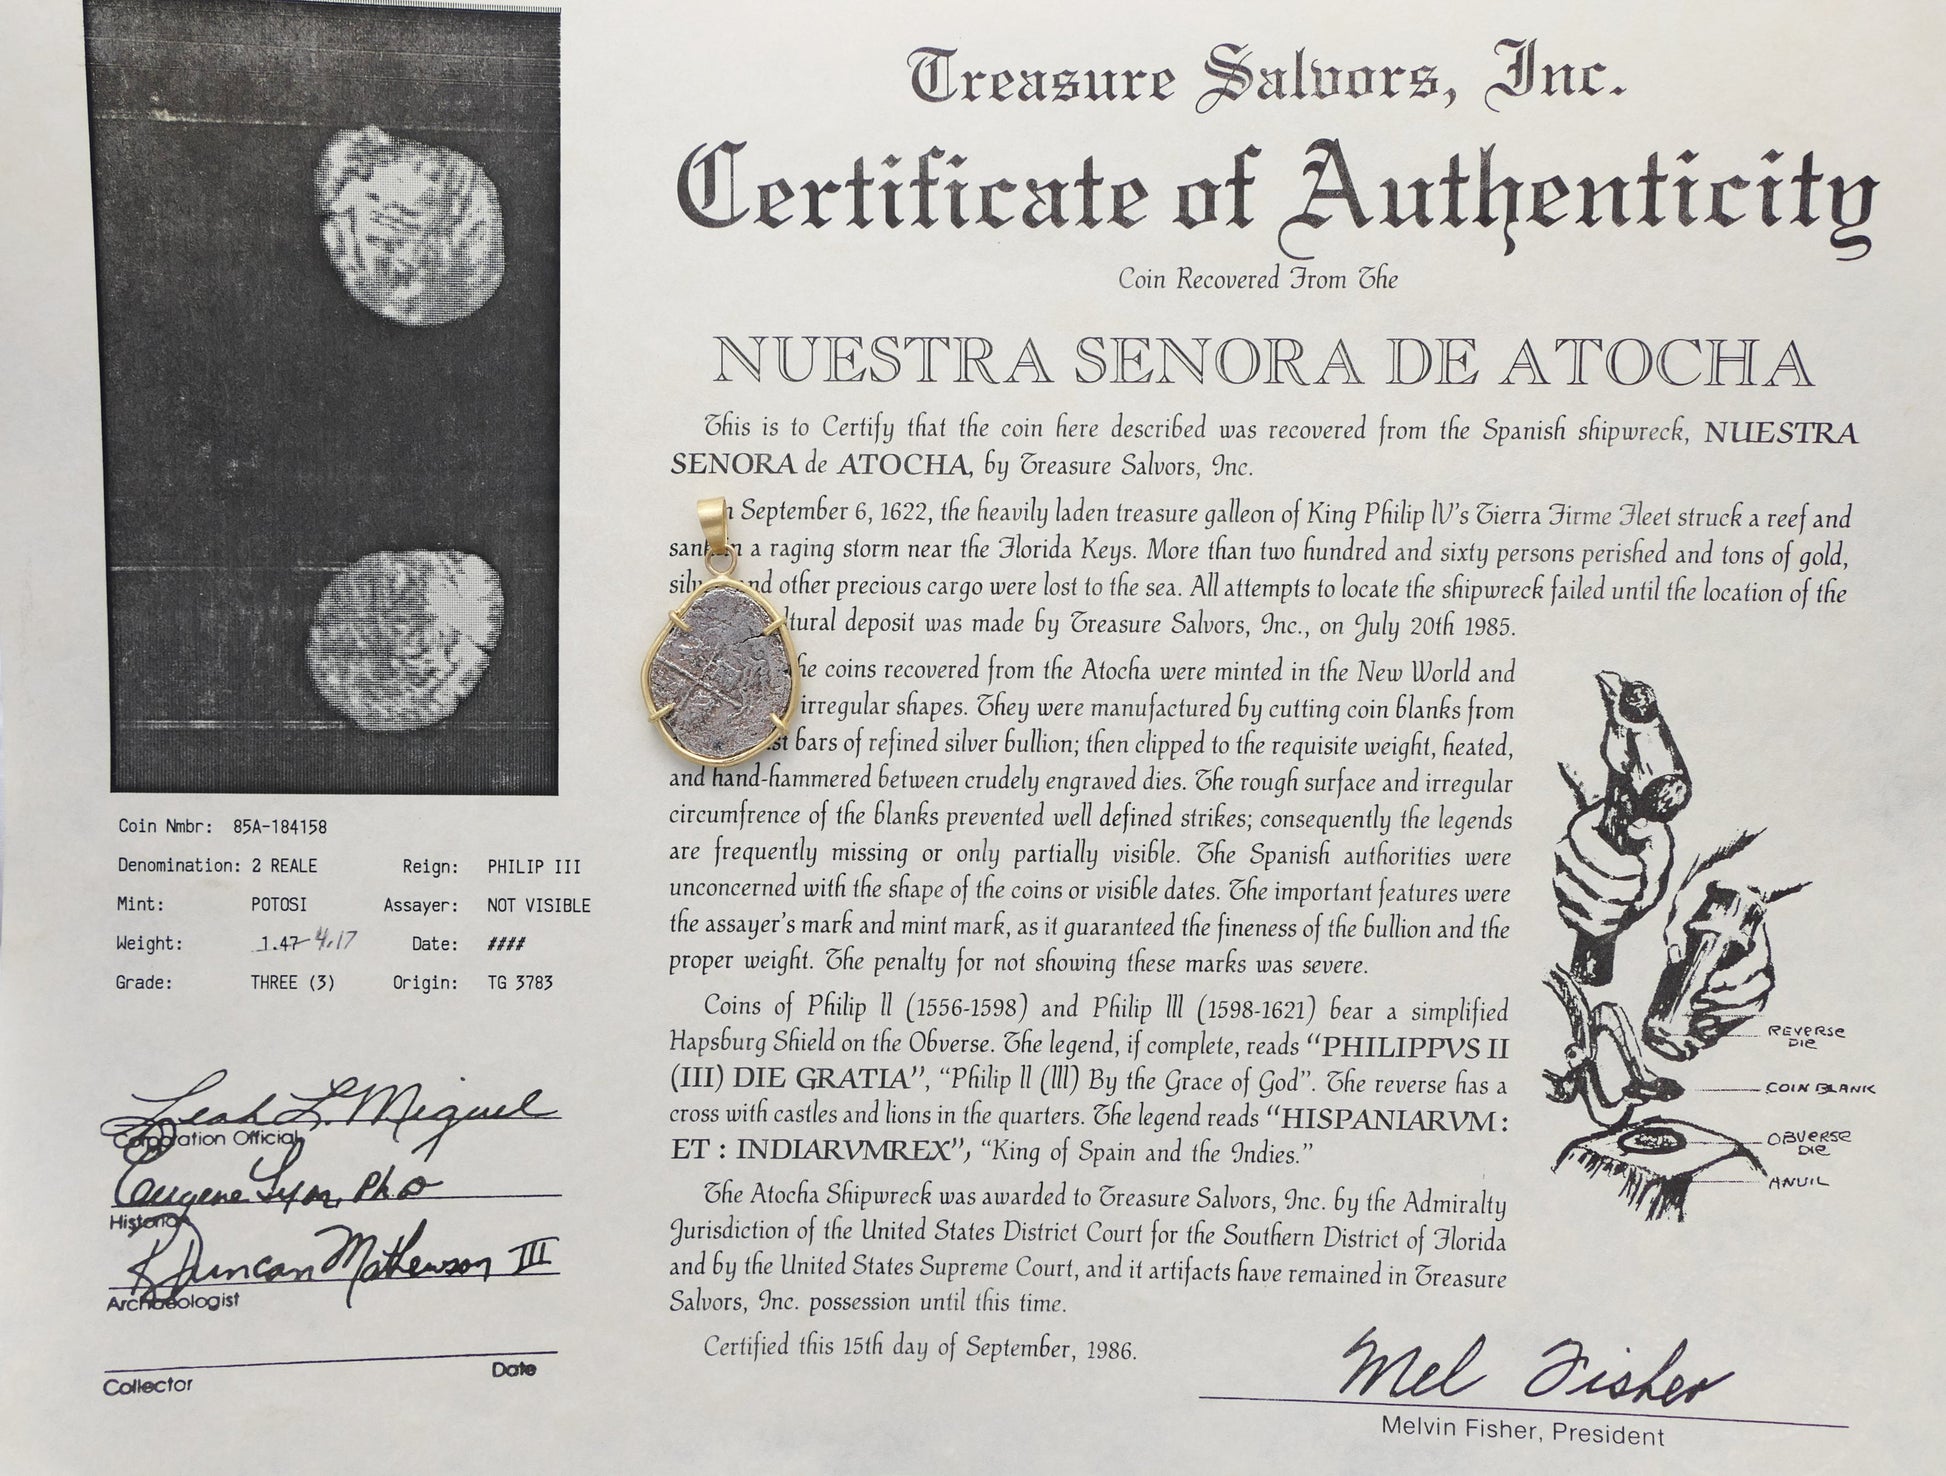 Treasure Salvors, Inc.
Certificate of Authenticity
Coin Recovered From The
NUESTRA SENORA DE ATOCHA
This is to Certify that the coin here described was recovered from the Spanish shipwreck, NUESTRA
SENORA de ATOCHA, by Treasure Salvors, Inc.
September 6, 1622, the heavily laden treasure galleon of King Philip lV's Tierra Firme Fleet struck a reef and
a raging storm near the Florida Keys. More than two hundred and sixty persons perished and tons of gold,
other precious cargo were lost to the sea. All attempts to locate the shipwreck failed until the location of the
deposit was made by Treasure Salvors, Inc., on July 20th 1985.
coins recovered from the Atocha were minted in the New World and
irregular shapes. They were manufactured by cutting coin blanks from
bars of refined silver bullion; then clipped to the requisite weight, heated,
and hand-hammered between crudely engraved dies. The rough surface and irregular
circumfrence of the blanks prevented well defined strikes; consequently the legends
are frequently missing or only partially visible. The Spanish authorities were
unconcerned with the shape of the coins or visible dates. The important features were
the assayer's mark and mint mark, as it guaranteed the fineness of the bullion and the
proper weight. The penalty for not showing these marks was severe.
Coins of Philip ll (1556-1598) and Philip lll (1598-1621) bear a simplified
Hapsburg Shield on the Obverse. The legend, if complete, reads "PHILIPPVS II
(III) DIE GRATIA", "Philip ll (lll) By the Grace of God". The reverse has a
cross with castles and lions in the quarters. The legend reads "HISPANIARVM :
ET : INDIARVMREX", "King of Spain and the Indies."
The Atocha Shipwreck was awarded to Treasure Salvors, Inc. by the Admiralty
Jurisdiction of the United States District Court for the Southern District of Florida
and by the United States Supreme Court, and it artifacts have remained in Treasure
Salvors, Inc. possession until this time.
Certified this 15th day of September, 1986.
Mel Fisher
Melvin Fisher, President
REVERSE
DIE
COIN BLANK
OBVERSE
DIE
ANVIL
Coin Nmbr: 85A-184158
Denomination: 2 REALE Reign: PHILIP III
Mint: POTOSI Assayer: NOT VISIBLE
Weight: 1.47 4.17 Date: ####
Grade: THREE (3) Origin: TG 3783
Leah L. Miguel
Corporation Official
Eugene Lyon, Ph.D
Historian
R Duncan Mathewson III
Archaeologist
Collector Date